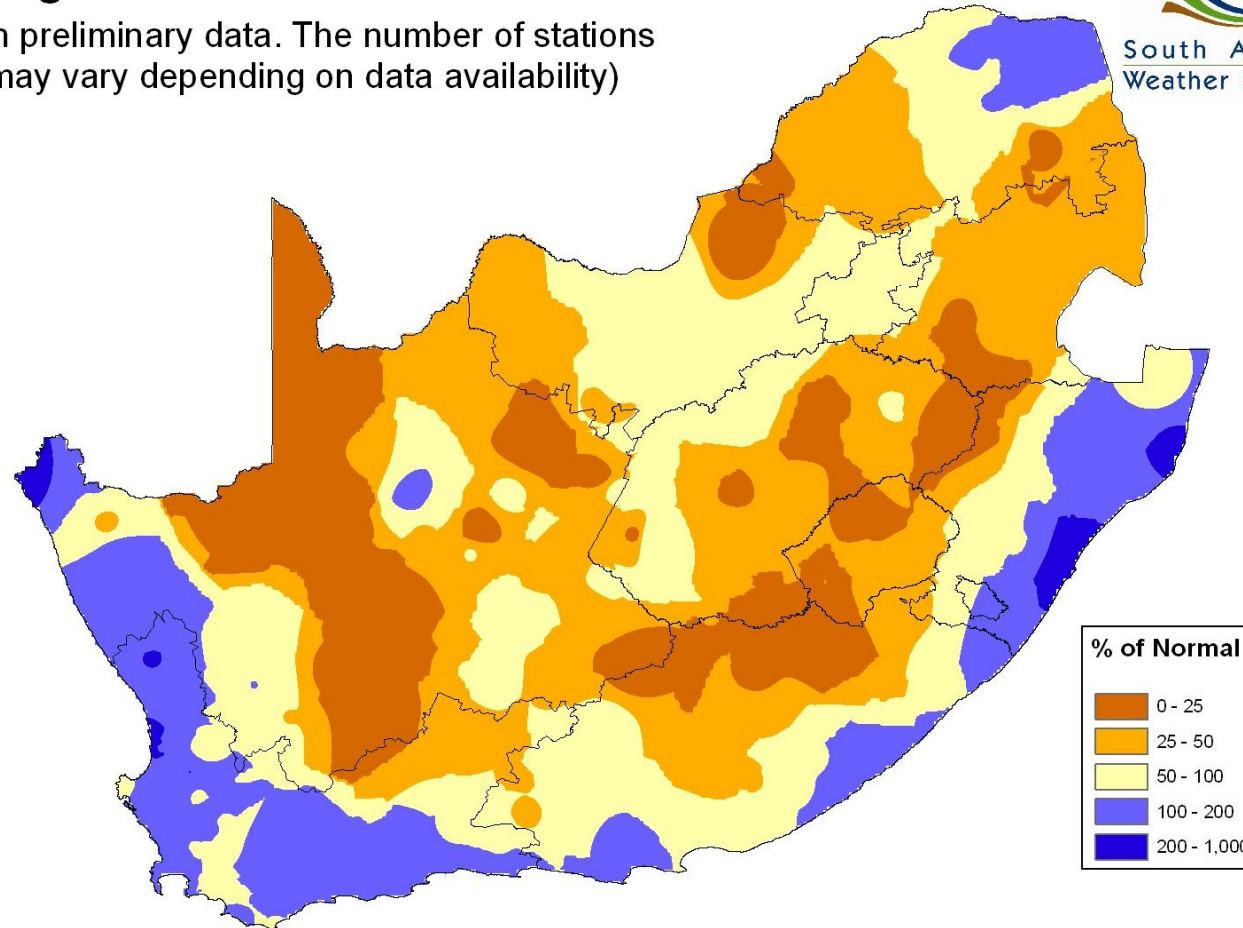 n preliminary data. The number of stations
may vary depending on data availability)
South A
Weather
% of Normal
0 - 25
25 - 50
50 - 100
100 - 200
200 - 1,000